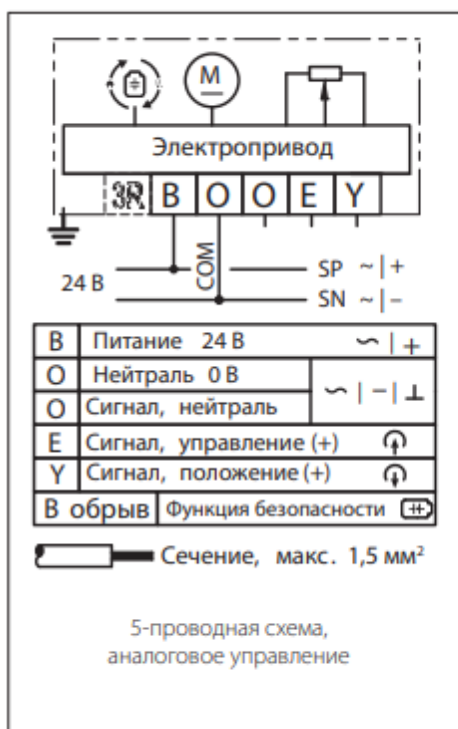 M
Электропривод
3R B O O E Y
COM
24 В
SP ~ | +
SN ~ | −
B Питание 24 В ~ | +
O Нейтраль 0 В
~ | − | ⊥
O Сигнал, нейтраль
E Сигнал, управление (+)
Y Сигнал, положение (+)
B обрыв Функция безопасности
Сечение, макс. 1,5 мм²
5-проводная схема,
аналоговое управление